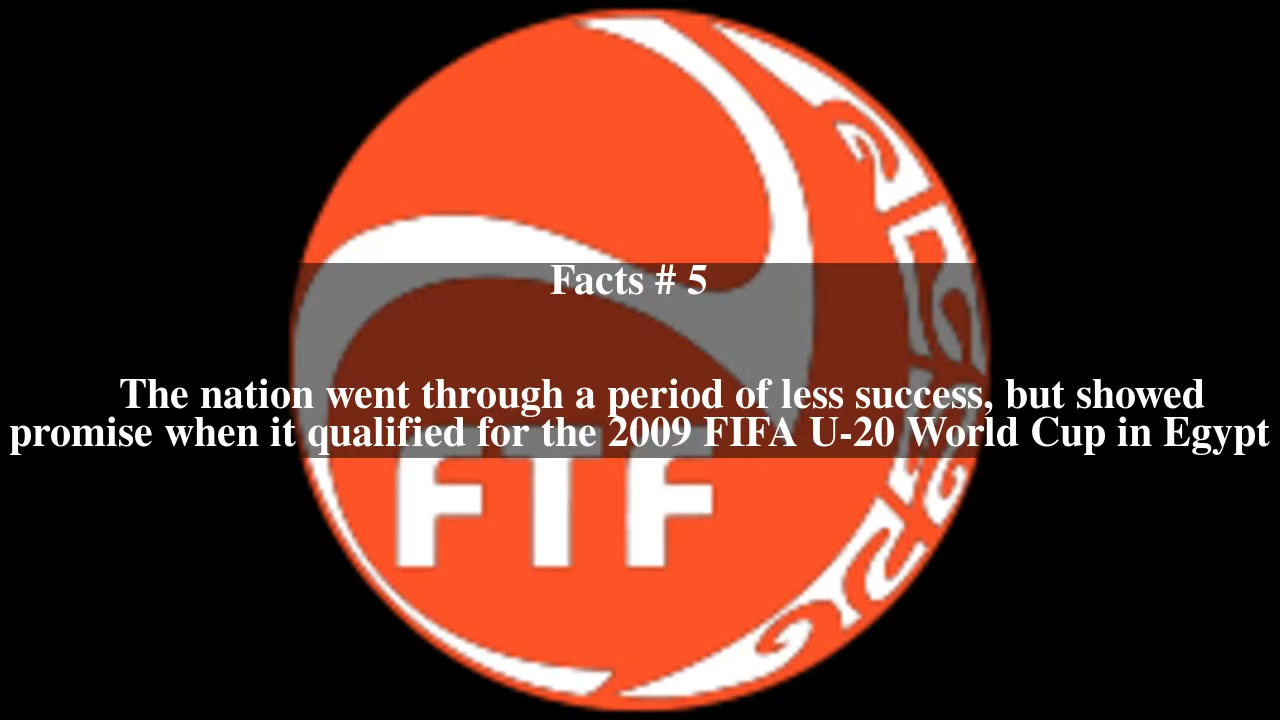 Facts # 5
The nation went through a period of less success, but showed
promise when it qualified for the 2009 FIFA U-20 World Cup in Egypt
FTF